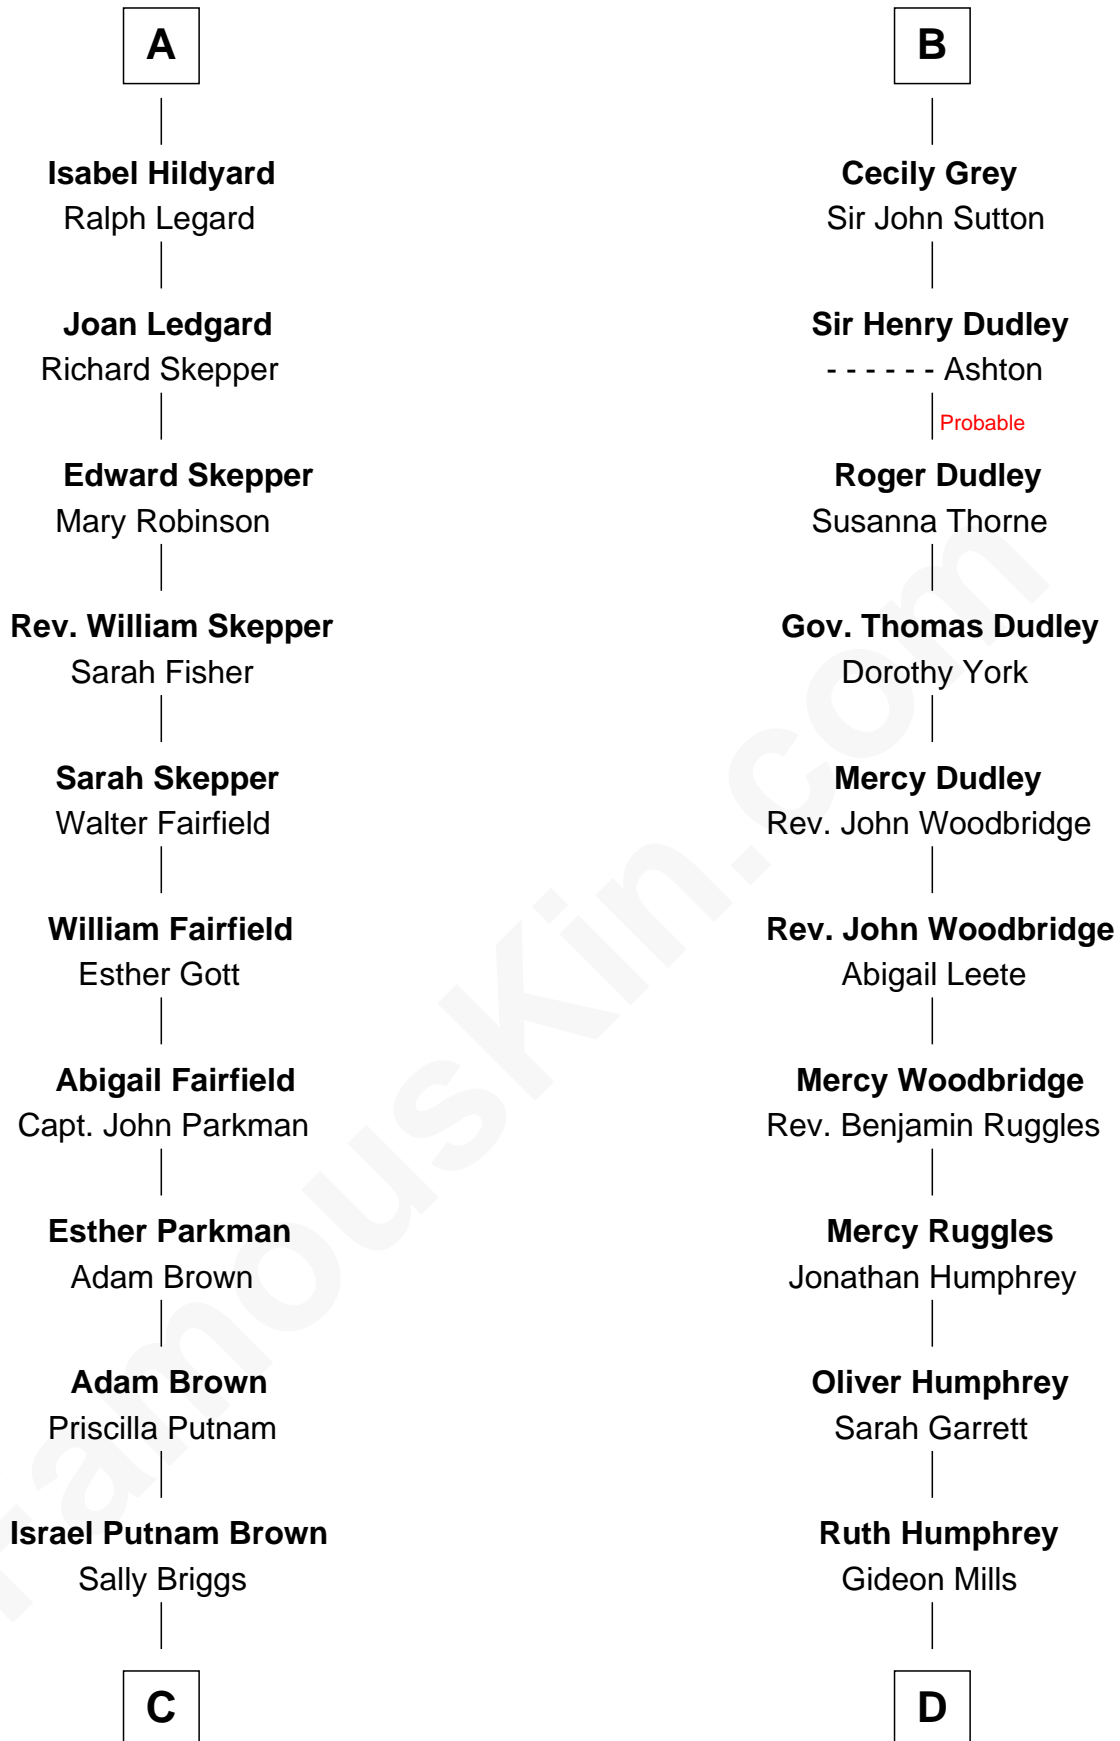 A
Isabel Hildyard
Ralph Legard
Joan Ledgard
Richard Skepper
Edward Skepper
Mary Robinson
Rev. William Skepper
Sarah Fisher
Sarah Skepper
Walter Fairfield
William Fairfield
Esther Gott
Abigail Fairfield
Capt. John Parkman
Esther Parkman
Adam Brown
Adam Brown
Priscilla Putnam
Israel Putnam Brown
Sally Briggs
C
B
Cecily Grey
Sir John Sutton
Sir Henry Dudley
- - - - - - Ashton
Probable
Roger Dudley
Susanna Thorne
Gov. Thomas Dudley
Dorothy York
Mercy Dudley
Rev. John Woodbridge
Rev. John Woodbridge
Abigail Leete
Mercy Woodbridge
Rev. Benjamin Ruggles
Mercy Ruggles
Jonathan Humphrey
Oliver Humphrey
Sarah Garrett
Ruth Humphrey
Gideon Mills
D
FamousKin.com